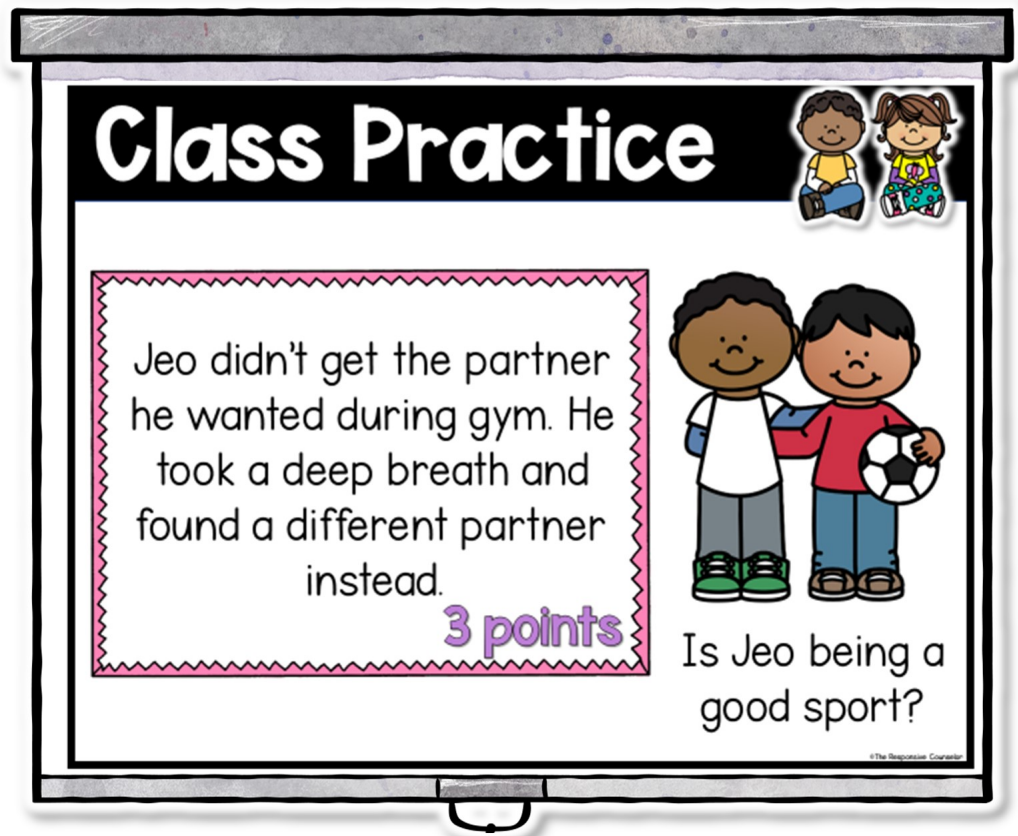 Class Practice
Jeo didn't get the partner
he wanted during gym. He
took a deep breath and
found a different partner
instead.
3 points
Is Jeo being a
good sport?
©The Responsive Counselor